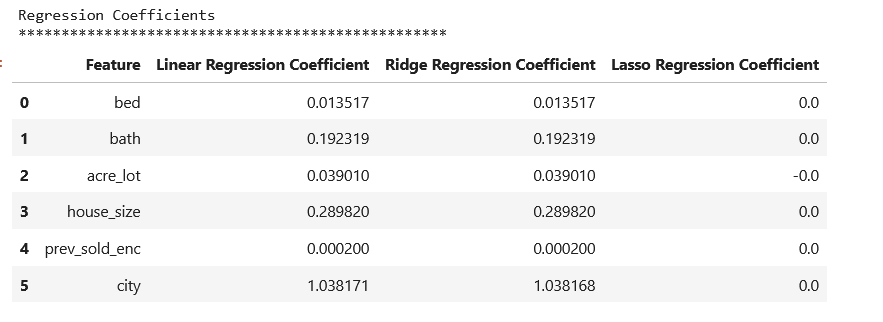 Regression Coefficients
**************************************************
Feature Linear Regression Coefficient Ridge Regression Coefficient Lasso Regression Coefficient
0 bed 0.013517 0.013517 0.0
1 bath 0.192319 0.192319 0.0
2 acre_lot 0.039010 0.039010 -0.0
3 house_size 0.289820 0.289820 0.0
4 prev_sold_enc 0.000200 0.000200 0.0
5 city 1.038171 1.038168 0.0